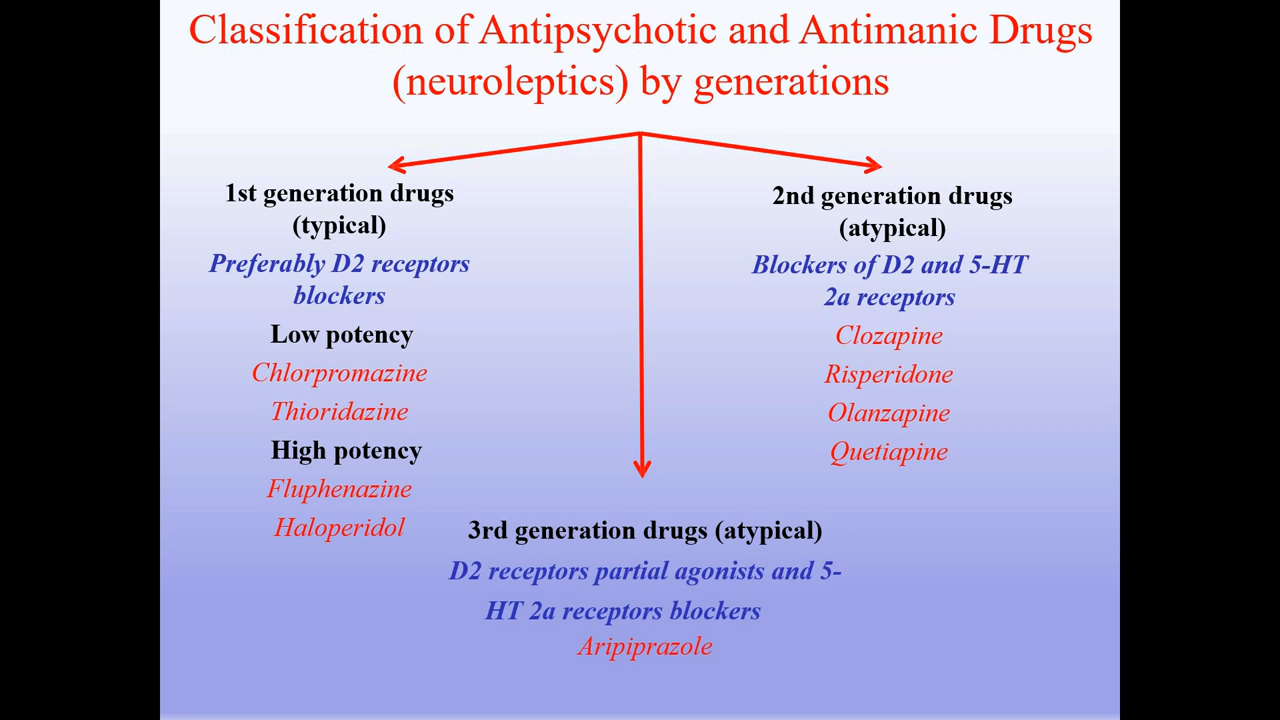 Classification of Antipsychotic and Antimanic Drugs
(neuroleptics) by generations
1st generation drugs
(typical)
Preferably D2 receptors
blockers
Low potency
Chlorpromazine
Thioridazine
High potency
Fluphenazine
Haloperidol
2nd generation drugs
(atypical)
Blockers of D2 and 5-HT
2a receptors
Clozapine
Risperidone
Olanzapine
Quetiapine
3rd generation drugs (atypical)
D2 receptors partial agonists and 5-
HT 2a receptors blockers
Aripiprazole